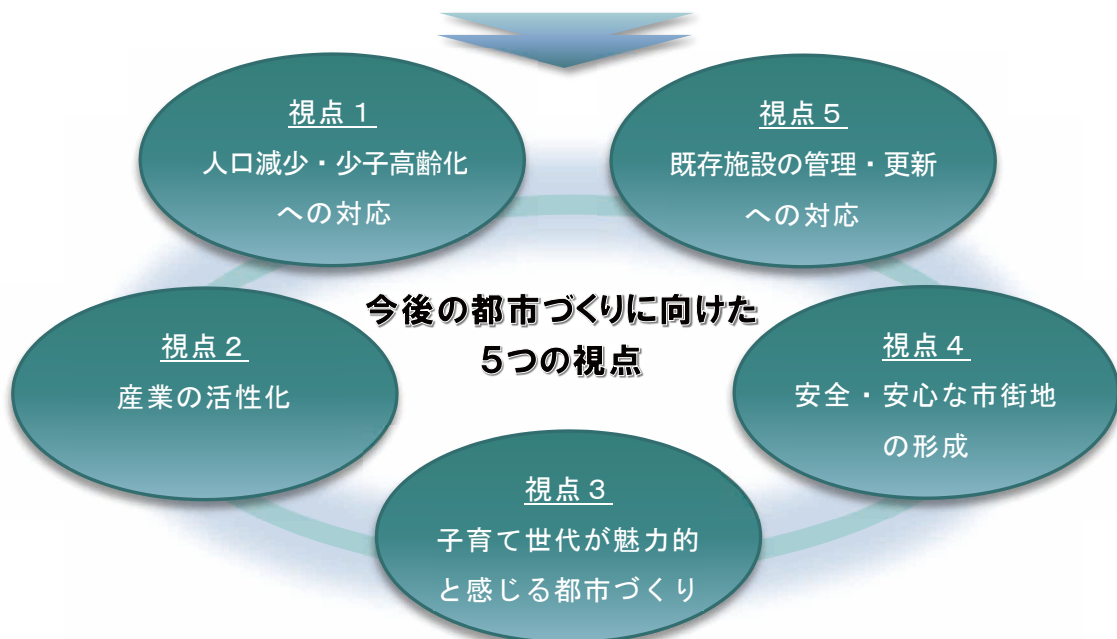 視点１
人口減少・少子高齢化
への対応
視点５
既存施設の管理・更新
への対応
今後の都市づくりに向けた
５つの視点
視点２
産業の活性化
視点４
安全・安心な市街地
の形成
視点３
子育て世代が魅力的
と感じる都市づくり